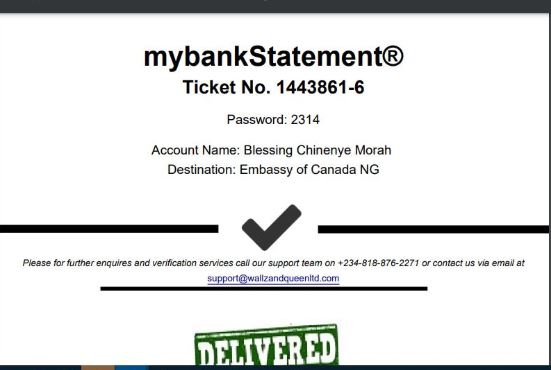 mybankStatement®
Ticket No. 1443861-6
Password: 2314
Account Name: Blessing Chinenye Morah
Destination: Embassy of Canada NG
Please for further enquires and verification services call our support team on +234-818-876-2271 or contact us via email at
support@wallzandqueenltd.com
DELIVERED